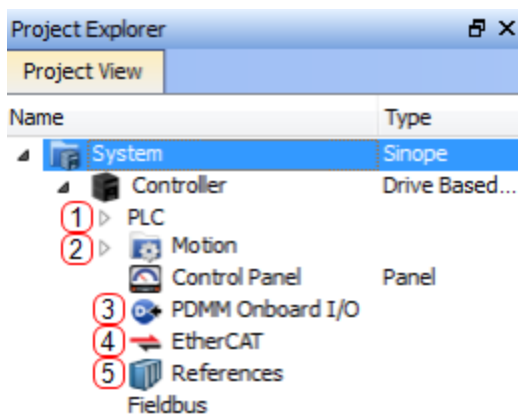 Project Explorer
Project View
Name Type
System Sinope
Controller Drive Based...
1 PLC
2 Motion
Control Panel Panel
3 PDMM Onboard I/O
4 EtherCAT
5 References
Fieldbus